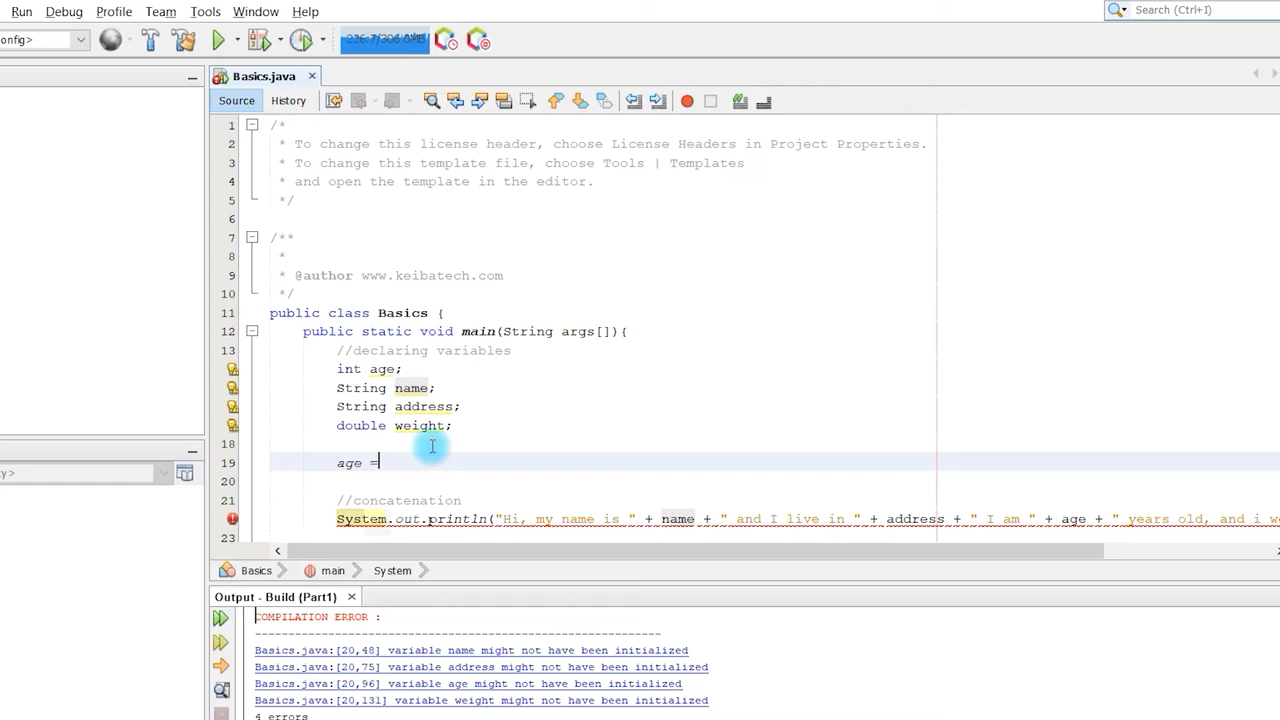 Run Debug Profile Team Tools Window Help
Search (Ctrl+I)
onfig>
226.7/306.0MB
Basics.java
Source History
1 /*
2 * To change this license header, choose License Headers in Project Properties.
3 * To change this template file, choose Tools | Templates
4 * and open the template in the editor.
5 */
6
7 /**
8 *
9 * @author www.keibatech.com
10 */
11 public class Basics {
12 public static void main(String args[]){
13 //declaring variables
int age;
String name;
String address;
double weight;
18
19 age =
20
21 //concatenation
System.out.println("Hi, my name is " + name + " and I live in " + address + " I am " + age + " years old, and i w
23
y>
Basics main System
Output - Build (Part1)
COMPILATION ERROR :
-------------------------------------------------------------
Basics.java:[20,48] variable name might not have been initialized
Basics.java:[20,75] variable address might not have been initialized
Basics.java:[20,96] variable age might not have been initialized
Basics.java:[20,131] variable weight might not have been initialized
4 errors